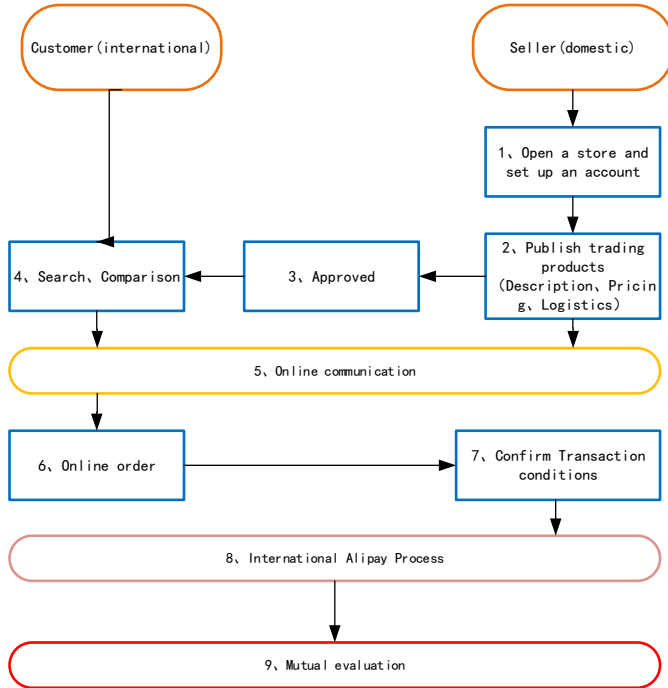 Customer(international)
Seller(domestic)
1、Open a store and
set up an account
2、Publish trading
products
(Description、Pricin
g、Logistics)
3、Approved
4、Search、Comparison
5、Online communication
6、Online order
7、Confirm Transaction
conditions
8、International Alipay Process
9、Mutual evaluation